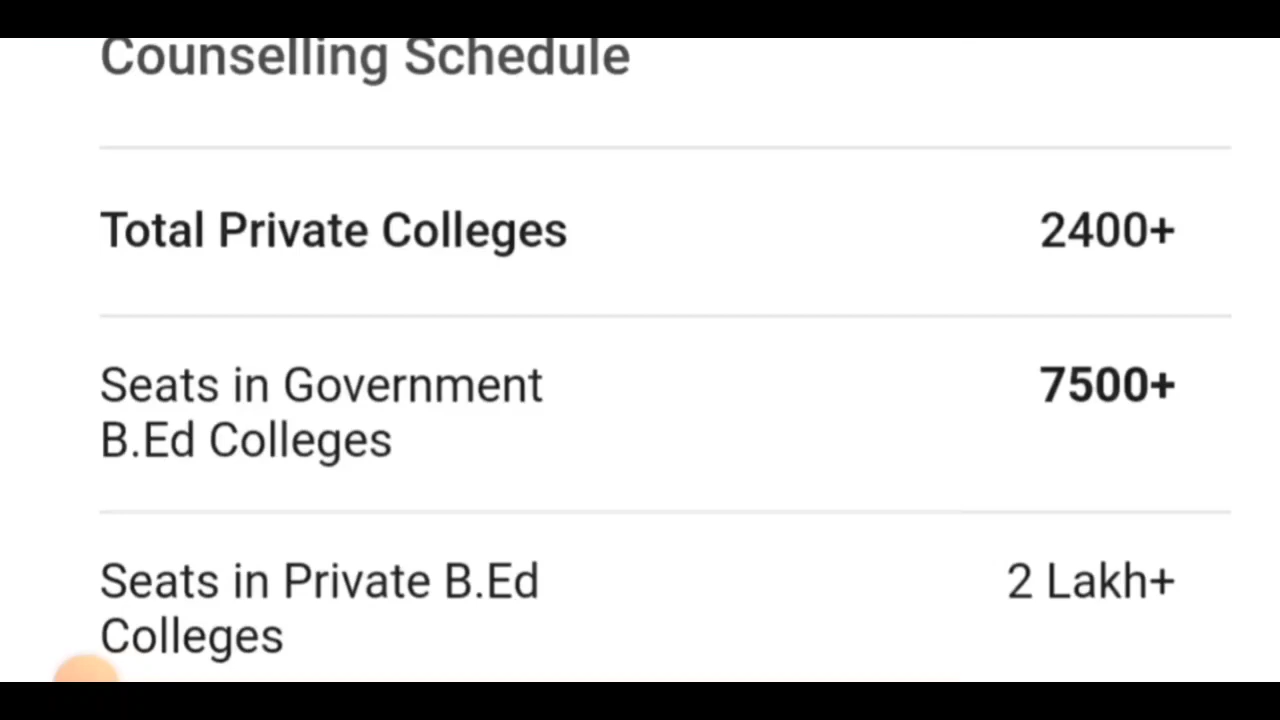 Counselling Schedule
Total Private Colleges 2400+
Seats in Government 7500+
B.Ed Colleges
Seats in Private B.Ed 2 Lakh+
Colleges